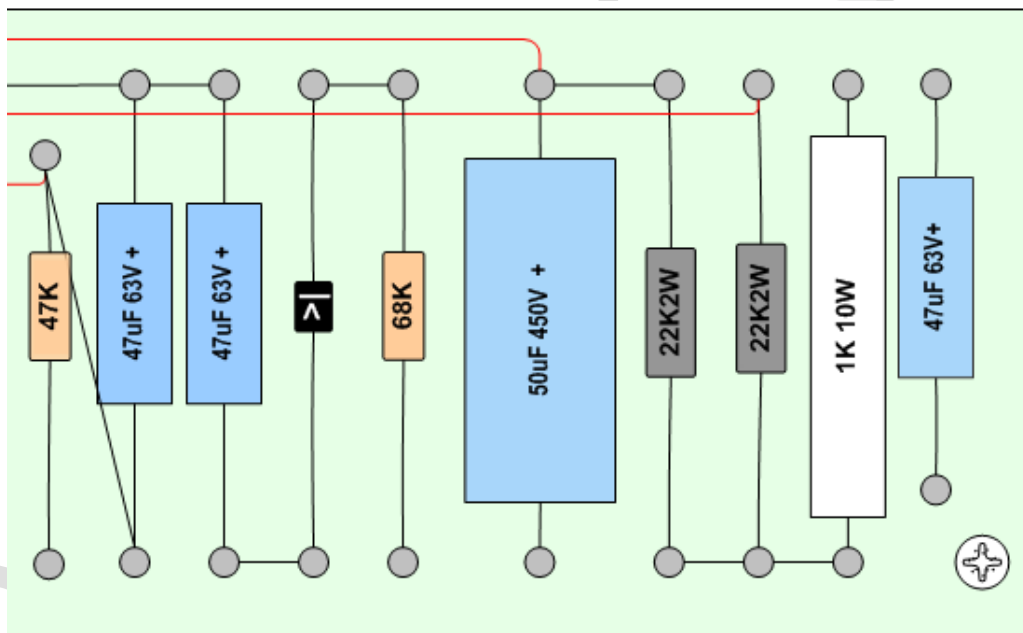 47K
47uF 63V +
47uF 63V +
68K
50uF 450V +
22K2W
22K2W
1K 10W
47uF 63V+